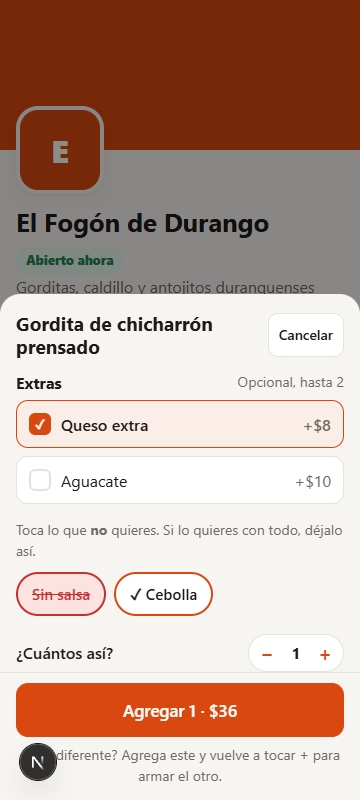 E
El Fogón de Durango
Abierto ahora
Gorditas, caldillo y antojitos duranguenses
Gordita de chicharrón
prensado
Cancelar
Extras
Opcional, hasta 2
Queso extra
+$8
Aguacate
+$10
Toca lo que no quieres. Si lo quieres con todo, déjalo
así.
Sin salsa
✓ Cebolla
¿Cuántos así?
− 1 +
Agregar 1 · $36
N
diferente? Agrega este y vuelve a tocar + para
armar el otro.